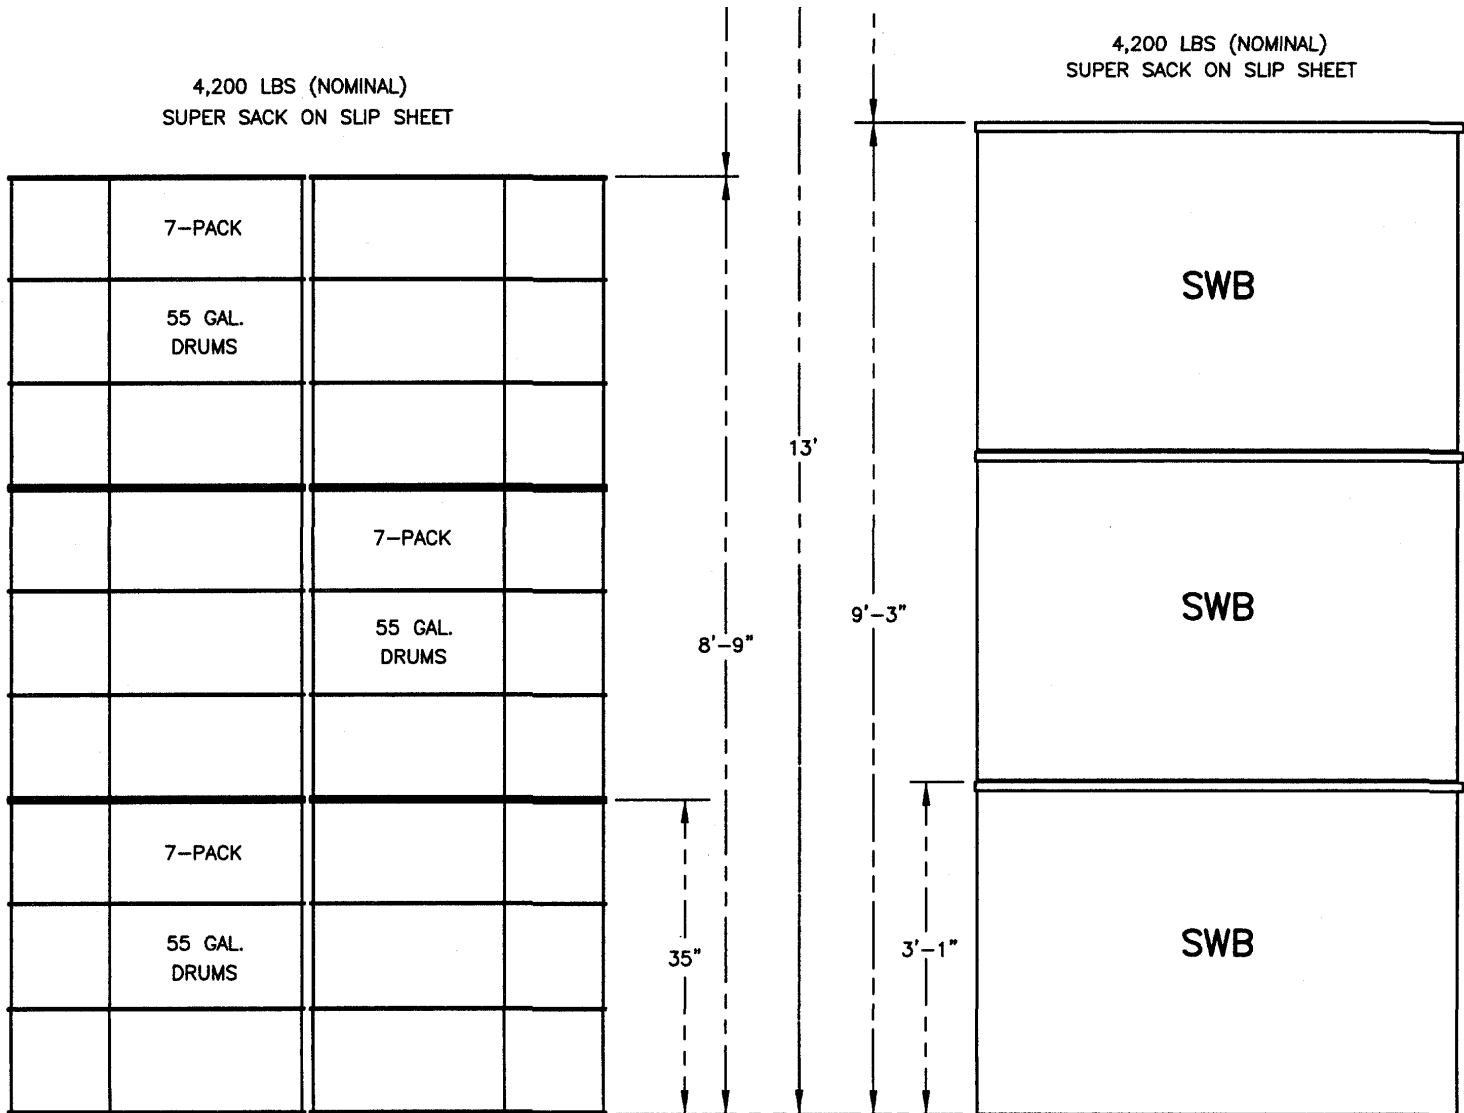 4,200 LBS (NOMINAL)
SUPER SACK ON SLIP SHEET
7-PACK
55 GAL.
DRUMS
7-PACK
55 GAL.
DRUMS
7-PACK
55 GAL.
DRUMS
35"
8'-9"
13'
9'-3"
3'-1"
4,200 LBS (NOMINAL)
SUPER SACK ON SLIP SHEET
SWB
SWB
SWB